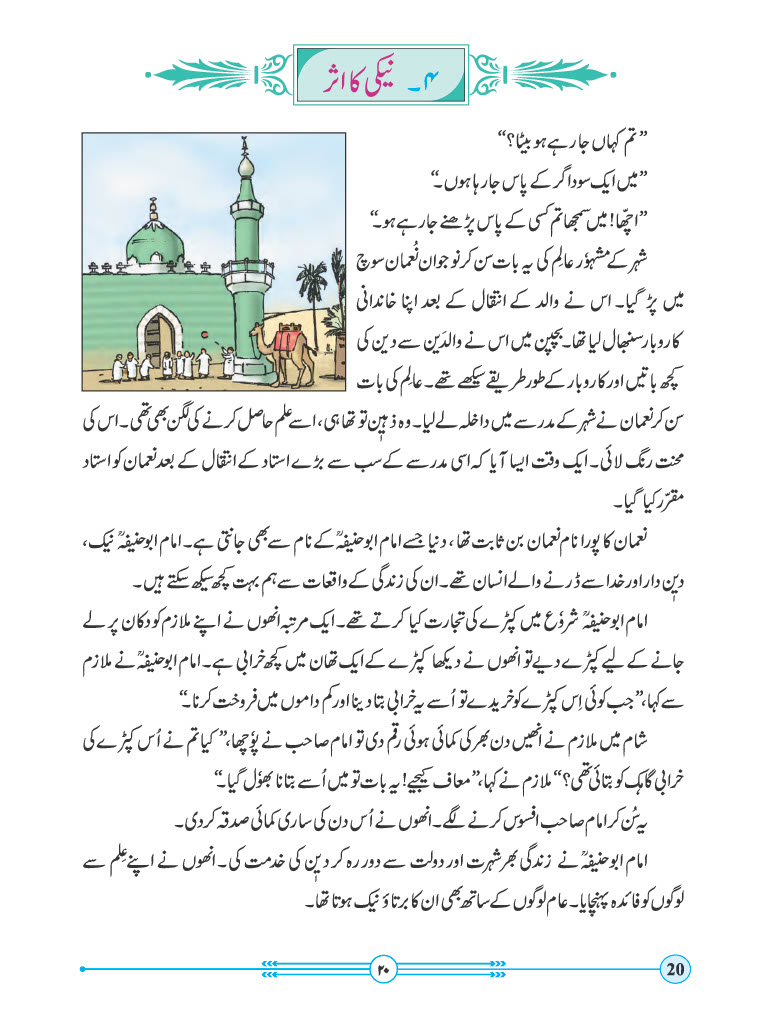 ۴۔ نیکی کا اثر
”تم کہاں جا رہے ہو بیٹا؟“
”میں ایک سوداگر کے پاس جا رہا ہوں۔“
”اچھّا! میں سمجھا تم کسی کے پاس پڑھنے جا رہے ہو۔“
شہر کے مشہوٗر عالِم کی یہ بات سن کر نوجوان نُعمان سوچ
میں پڑ گیا۔ اس نے والد کے انتقال کے بعد اپنا خاندانی
کاروبار سنبھال لیا تھا۔ بچپن میں اس نے والدَین سے دین کی
کچھ باتیں اور کاروبار کے طور طریقے سیکھے تھے۔ عالِم کی بات
سن کر نعمان نے شہر کے مدرسے میں داخلہ لے لیا۔ وہ ذہین تو تھا ہی، اسے علم حاصل کرنے کی لگن بھی تھی۔ اس کی
محنت رنگ لائی۔ ایک وقت ایسا آیا کہ اسی مدرسے کے سب سے بڑے استاد کے انتقال کے بعد نعمان کو استاد
مقرّر کیا گیا۔
نعمان کا پورا نام نعمان بن ثابت تھا، دنیا جسے امام ابوحنیفہؒ کے نام سے بھی جانتی ہے۔ امام ابوحنیفہؒ نیک،
دین دار اور خدا سے ڈرنے والے انسان تھے۔ ان کی زندگی کے واقعات سے ہم بہت کچھ سیکھ سکتے ہیں۔
امام ابوحنیفہؒ شروٗع میں کپڑے کی تجارت کیا کرتے تھے۔ ایک مرتبہ انھوں نے اپنے ملازم کو دکان پر لے
جانے کے لیے کپڑے دیے تو انھوں نے دیکھا کپڑے کے ایک تھان میں کچھ خرابی ہے۔ امام ابوحنیفہؒ نے ملازم
سے کہا، ”جب کوئی اِس کپڑے کو خریدے تو اُسے یہ خرابی بتا دینا اور کم داموں میں فروخت کرنا۔“
شام میں ملازم نے انھیں دن بھر کی کمائی ہوئی رقم دی تو امام صاحب نے پوٗچھا، ”کیا تم نے اُس کپڑے کی
خرابی گاہک کو بتائی تھی؟“ ملازم نے کہا، ”معاف کیجیے! یہ بات تو میں اُسے بتانا بھوٗل گیا۔“
یہ سُن کر امام صاحب افسوس کرنے لگے۔ انھوں نے اُس دن کی ساری کمائی صدقہ کر دی۔
امام ابوحنیفہؒ نے زندگی بھر شہرت اور دولت سے دور رہ کر دین کی خدمت کی۔ انھوں نے اپنے عِلم سے
لوگوں کو فائدہ پہنچایا۔ عام لوگوں کے ساتھ بھی ان کا برتاؤ نیک ہوتا تھا۔
۲۰
20